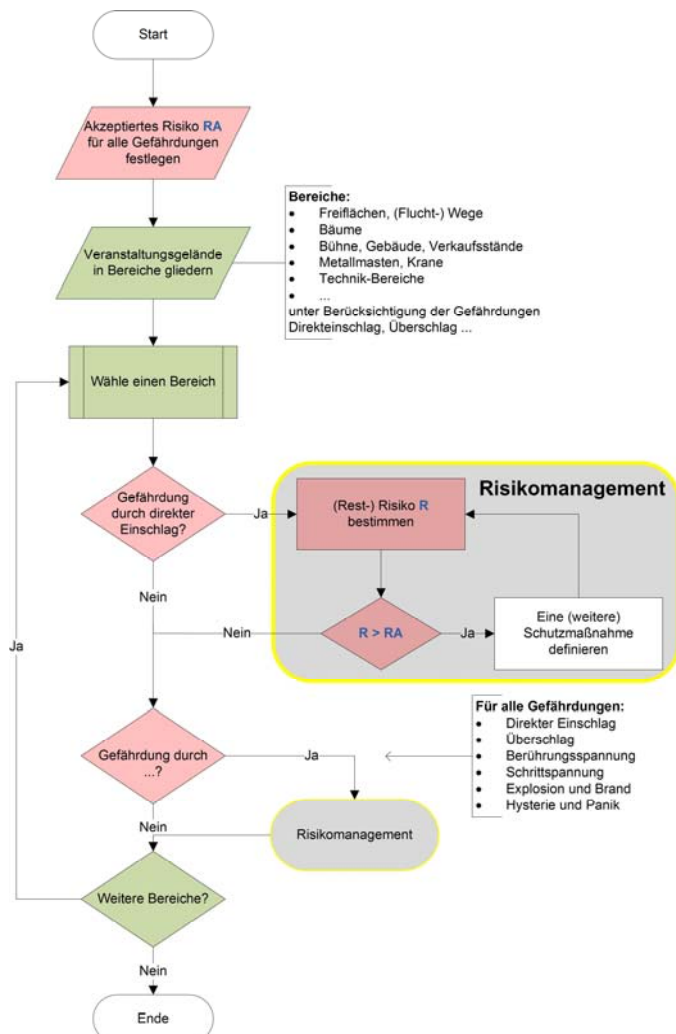 Start
Akzeptiertes Risiko RA
für alle Gefährdungen
festlegen
Bereiche:
• Freiflächen, (Flucht-) Wege
• Bäume
• Bühne, Gebäude, Verkaufsstände
• Metallmasten, Krane
• Technik-Bereiche
• ...
unter Berücksichtigung der Gefährdungen
Direkteinschlag, Überschlag ...
Veranstaltungsgelände
in Bereiche gliedern
Wähle einen Bereich
Gefährdung
durch direkter
Einschlag?
Ja
Risikomanagement
(Rest-) Risiko R
bestimmen
Nein
Nein
R > RA
Ja
Eine (weitere)
Schutzmaßnahme
definieren
Ja
Für alle Gefährdungen:
• Direkter Einschlag
• Überschlag
• Berührungsspannung
• Schrittspannung
• Explosion und Brand
• Hysterie und Panik
Gefährdung durch
...?
Ja
Nein
Risikomanagement
Weitere Bereiche?
Nein
Ende